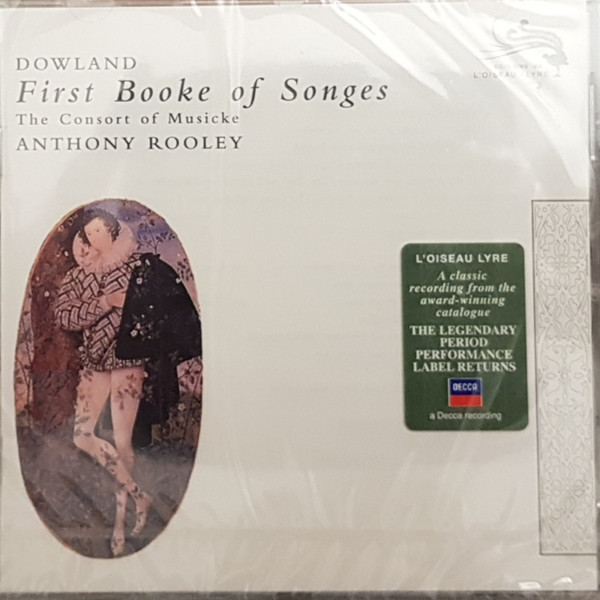 DOWLAND
First Booke of Songes
The Consort of Musicke
ANTHONY ROOLEY
L'OISEAU LYRE
L'OISEAU LYRE
A classic
recording from the
award-winning
catalogue
THE LEGENDARY
PERIOD
PERFORMANCE
LABEL RETURNS
DECCA
a Decca recording